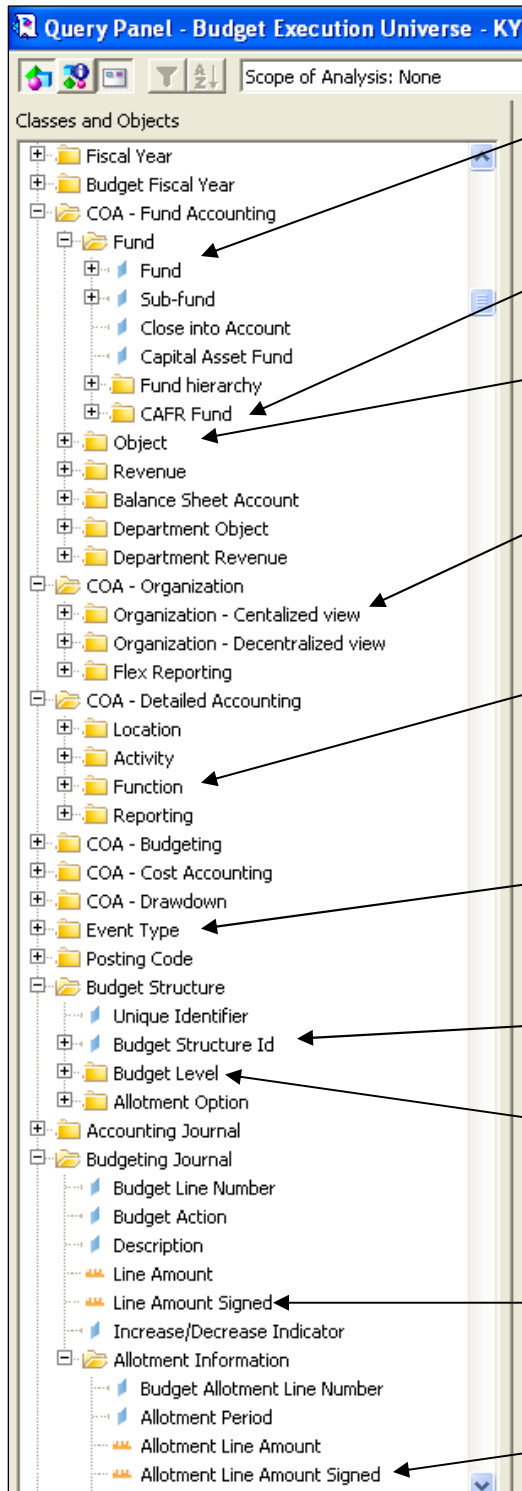 Query Panel - Budget Execution Universe - KY
Scope of Analysis: None
Classes and Objects
Fiscal Year
Budget Fiscal Year
COA - Fund Accounting
Fund
Fund
Sub-fund
Close into Account
Capital Asset Fund
Fund hierarchy
CAFR Fund
Object
Revenue
Balance Sheet Account
Department Object
Department Revenue
COA - Organization
Organization - Centalized view
Organization - Decentralized view
Flex Reporting
COA - Detailed Accounting
Location
Activity
Function
Reporting
COA - Budgeting
COA - Cost Accounting
COA - Drawdown
Event Type
Posting Code
Budget Structure
Unique Identifier
Budget Structure Id
Budget Level
Allotment Option
Accounting Journal
Budgeting Journal
Budget Line Number
Budget Action
Description
Line Amount
Line Amount Signed
Increase/Decrease Indicator
Allotment Information
Budget Allotment Line Number
Allotment Period
Allotment Line Amount
Allotment Line Amount Signed